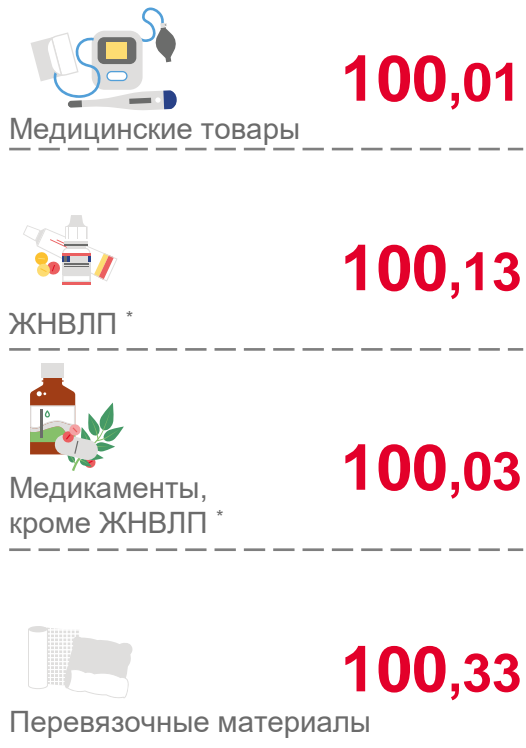 100,01
Медицинские товары
100,13
ЖНВЛП *
100,03
Медикаменты,
кроме ЖНВЛП *
100,33
Перевязочные материалы